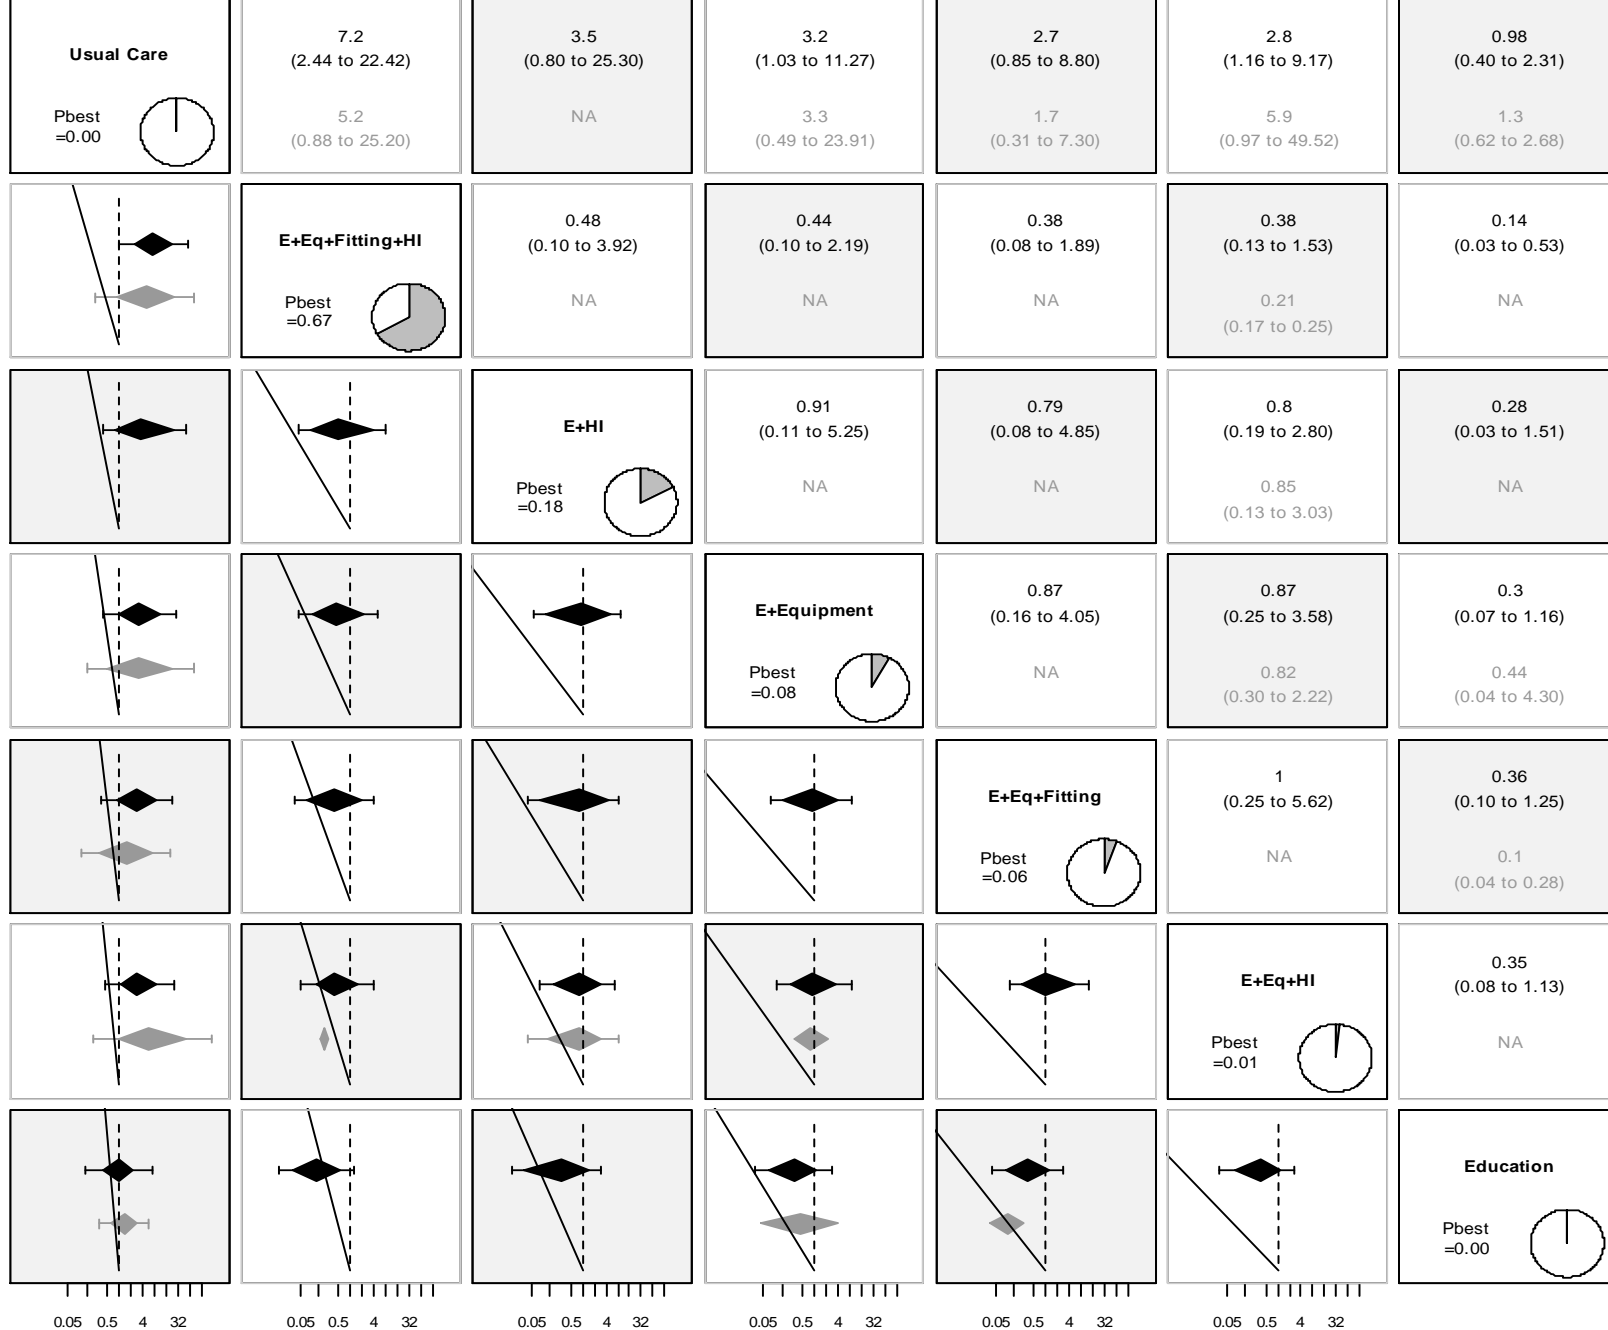 Usual Care
Pbest
=0.00
7.2
(2.44 to 22.42)
5.2
(0.88 to 25.20)
3.5
(0.80 to 25.30)
NA
3.2
(1.03 to 11.27)
3.3
(0.49 to 23.91)
2.7
(0.85 to 8.80)
1.7
(0.31 to 7.30)
2.8
(1.16 to 9.17)
5.9
(0.97 to 49.52)
0.98
(0.40 to 2.31)
1.3
(0.62 to 2.68)
E+Eq+Fitting+HI
Pbest
=0.67
0.48
(0.10 to 3.92)
NA
0.44
(0.10 to 2.19)
NA
0.38
(0.08 to 1.89)
NA
0.38
(0.13 to 1.53)
0.21
(0.17 to 0.25)
0.14
(0.03 to 0.53)
NA
E+HI
Pbest
=0.18
0.91
(0.11 to 5.25)
NA
0.79
(0.08 to 4.85)
NA
0.8
(0.19 to 2.80)
0.85
(0.13 to 3.03)
0.28
(0.03 to 1.51)
NA
E+Equipment
Pbest
=0.08
0.87
(0.16 to 4.05)
NA
0.87
(0.25 to 3.58)
0.82
(0.30 to 2.22)
0.3
(0.07 to 1.16)
0.44
(0.04 to 4.30)
E+Eq+Fitting
Pbest
=0.06
1
(0.25 to 5.62)
NA
0.36
(0.10 to 1.25)
0.1
(0.04 to 0.28)
E+Eq+HI
Pbest
=0.01
0.35
(0.08 to 1.13)
NA
Education
Pbest
=0.00
0.05 0.5 4 32
0.05 0.5 4 32
0.05 0.5 4 32
0.05 0.5 4 32
0.05 0.5 4 32
0.05 0.5 4 32